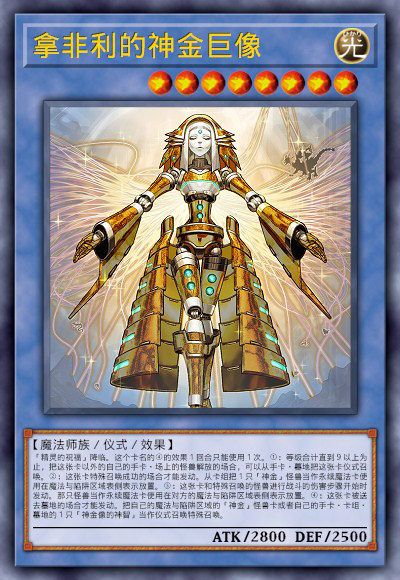 拿非利的神金巨像
光
【魔法师族／仪式／效果】
「精灵的祝福」降临。这个卡名的④的效果1回合只能使用1次。①：等级合计直到9以上为
止，把这张卡以外的自己的手卡·场上的怪兽解放的场合，可以从手卡·墓地把这张卡仪式召
唤。②：这张卡特殊召唤成功的场合才能发动。从卡组把1只「神金」怪兽当作永续魔法卡
使用在魔法与陷阱区域表侧表示放置。③：这张卡和特殊召唤的怪兽进行战斗的伤害步骤开始时
发动。那只怪兽当作永续魔法卡使用在对方的魔法与陷阱区域表侧表示放置。④：这张卡被送
去墓地的场合才能发动。把自己的魔法与陷阱区域的「神金」怪兽卡或者自己的手卡·卡组·
墓地的1只「神金像的神智」当作仪式召唤特殊召唤。
ATK/2800 DEF/2500